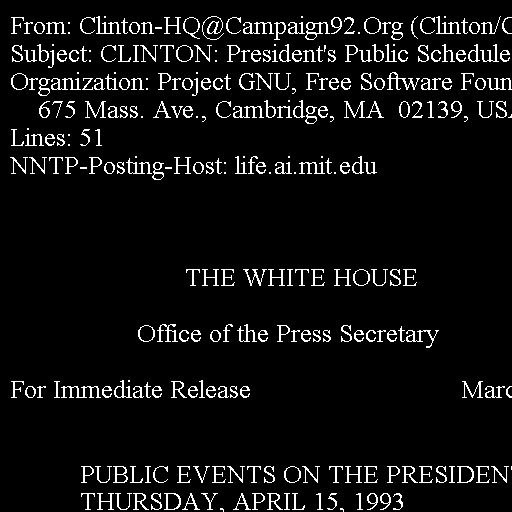 From: Clinton-HQ@Campaign92.Org (Clinton/
Subject: CLINTON: President's Public Schedule
Organization: Project GNU, Free Software Foun
675 Mass. Ave., Cambridge, MA 02139, USA
Lines: 51
NNTP-Posting-Host: life.ai.mit.edu
THE WHITE HOUSE
Office of the Press Secretary
For Immediate Release Marc
PUBLIC EVENTS ON THE PRESIDENT
THURSDAY, APRIL 15, 1993